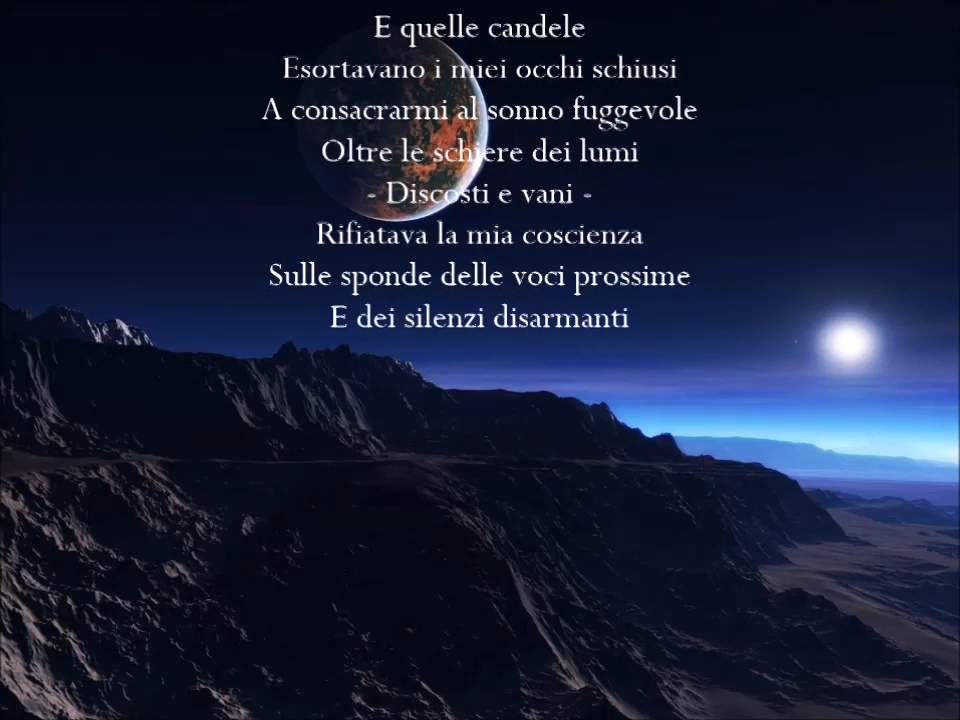 E quelle candele
Esortavano i miei occhi schiusi
A consacrarmi al sonno fuggevole
Oltre le schiere dei lumi
- Discosti e vani -
Rifiatava la mia coscienza
Sulle sponde delle voci prossime
E dei silenzi disarmanti